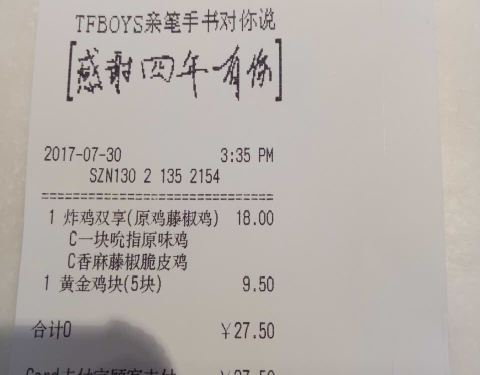 TFBOYS亲笔手书对你说
[感谢四年有你]
2017-07-30 3:35 PM
SZN130 2 135 2154
==============================
1 炸鸡双享(原鸡藤椒鸡) 18.00
C一块吮指原味鸡
C香麻藤椒脆皮鸡
1 黄金鸡块(5块) 9.50
合计0 ￥27.50